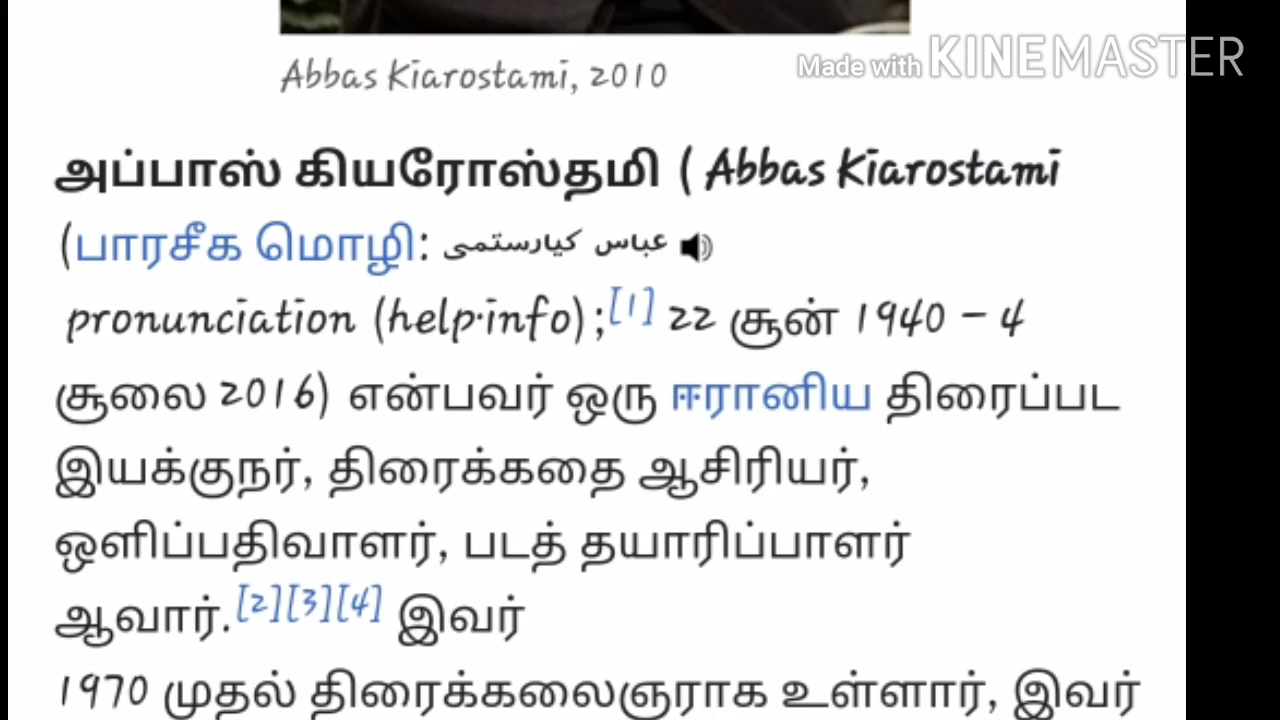 Made with KINEMASTER
Abbas Kiarostami, 2010
அப்பாஸ் கியரோஸ்தமி ( Abbas Kiarostami
(பாரசீக மொழி: عباس کیارستمی
pronunciation (help·info);[1] 22 சூன் 1940 – 4
சூலை 2016) என்பவர் ஒரு ஈரானிய திரைப்பட
இயக்குநர், திரைக்கதை ஆசிரியர்,
ஒளிப்பதிவாளர், படத் தயாரிப்பாளர்
ஆவார்.[2][3][4] இவர்
1970 முதல் திரைக்கலைஞராக உள்ளார், இவர்